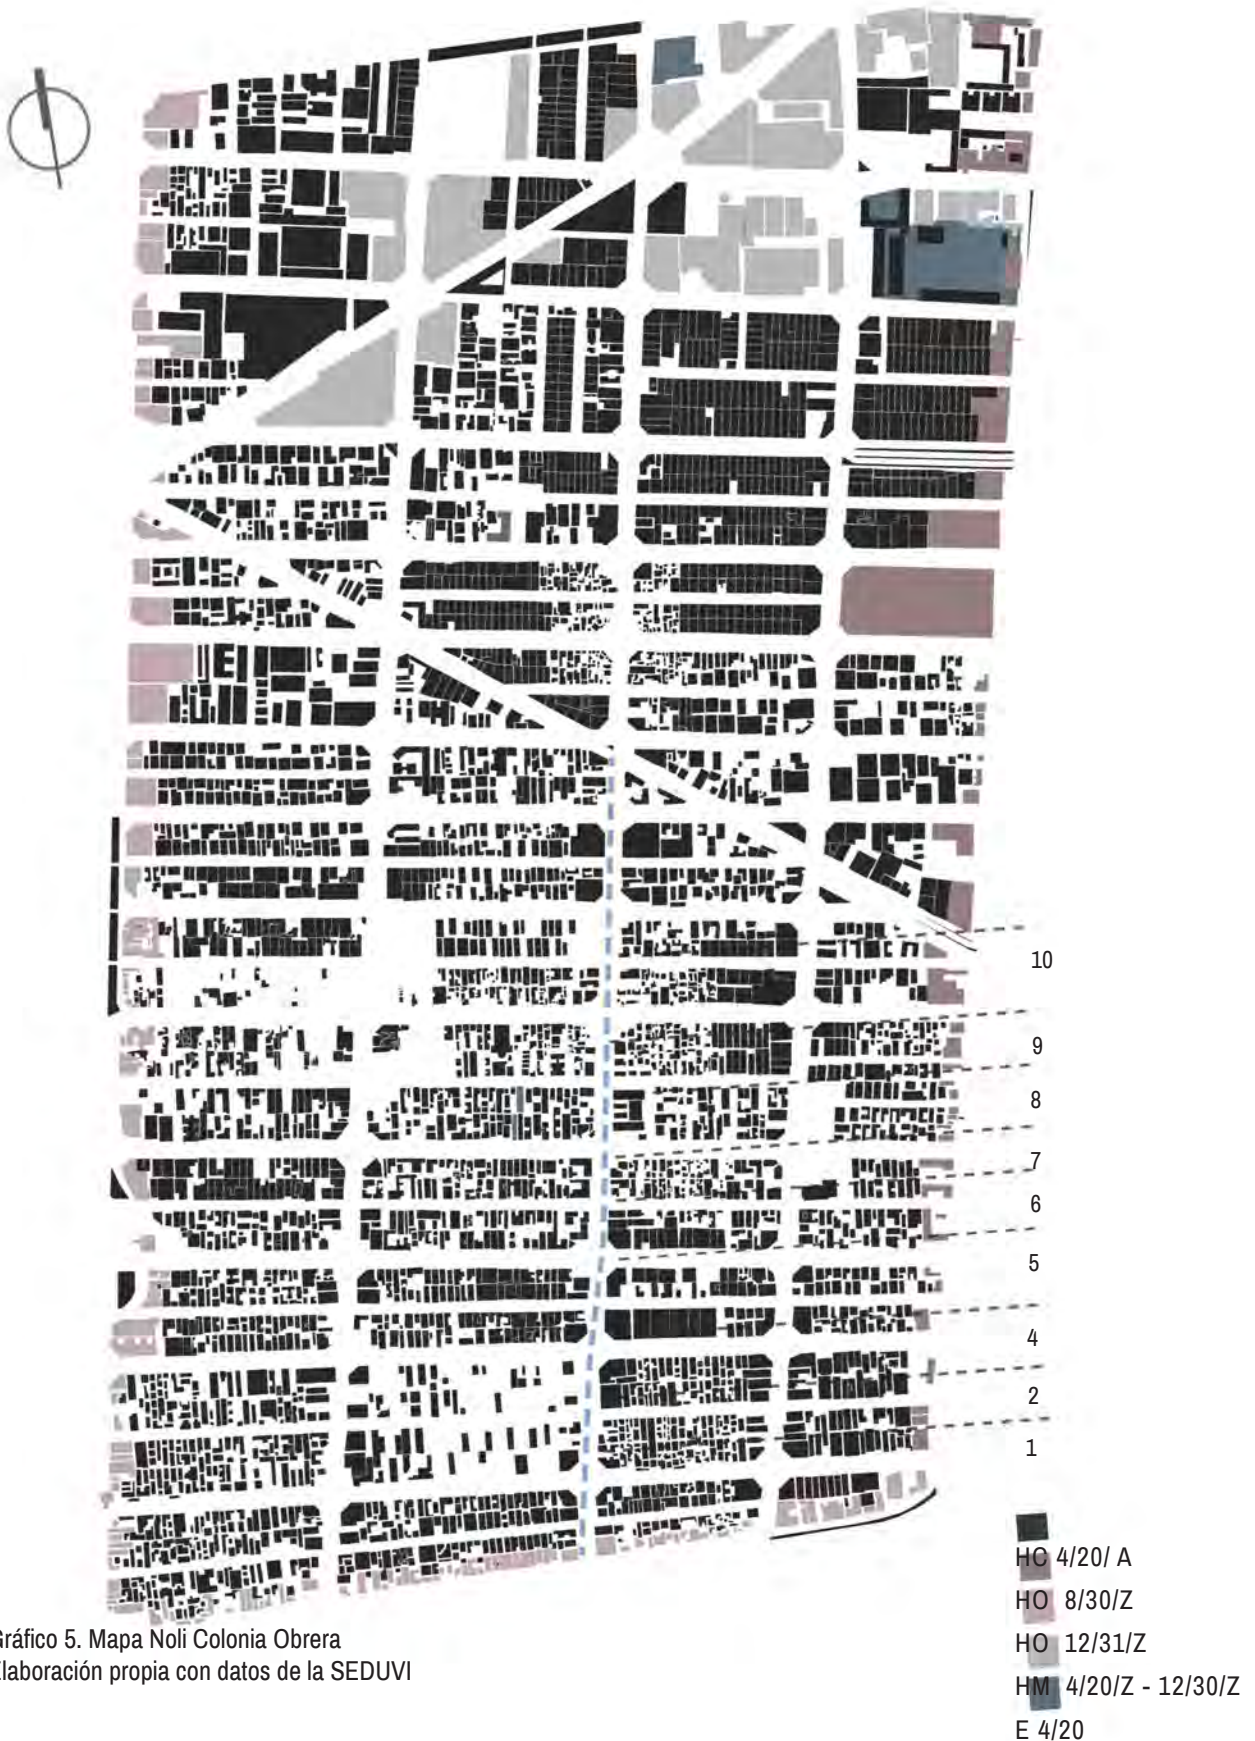 10
9
8
7
6
5
4
2
1
HC 4/20/ A
HO 8/30/Z
HO 12/31/Z
HM 4/20/Z - 12/30/Z
E 4/20
Gráfico 5. Mapa Noli Colonia Obrera
Elaboración propia con datos de la SEDUVI